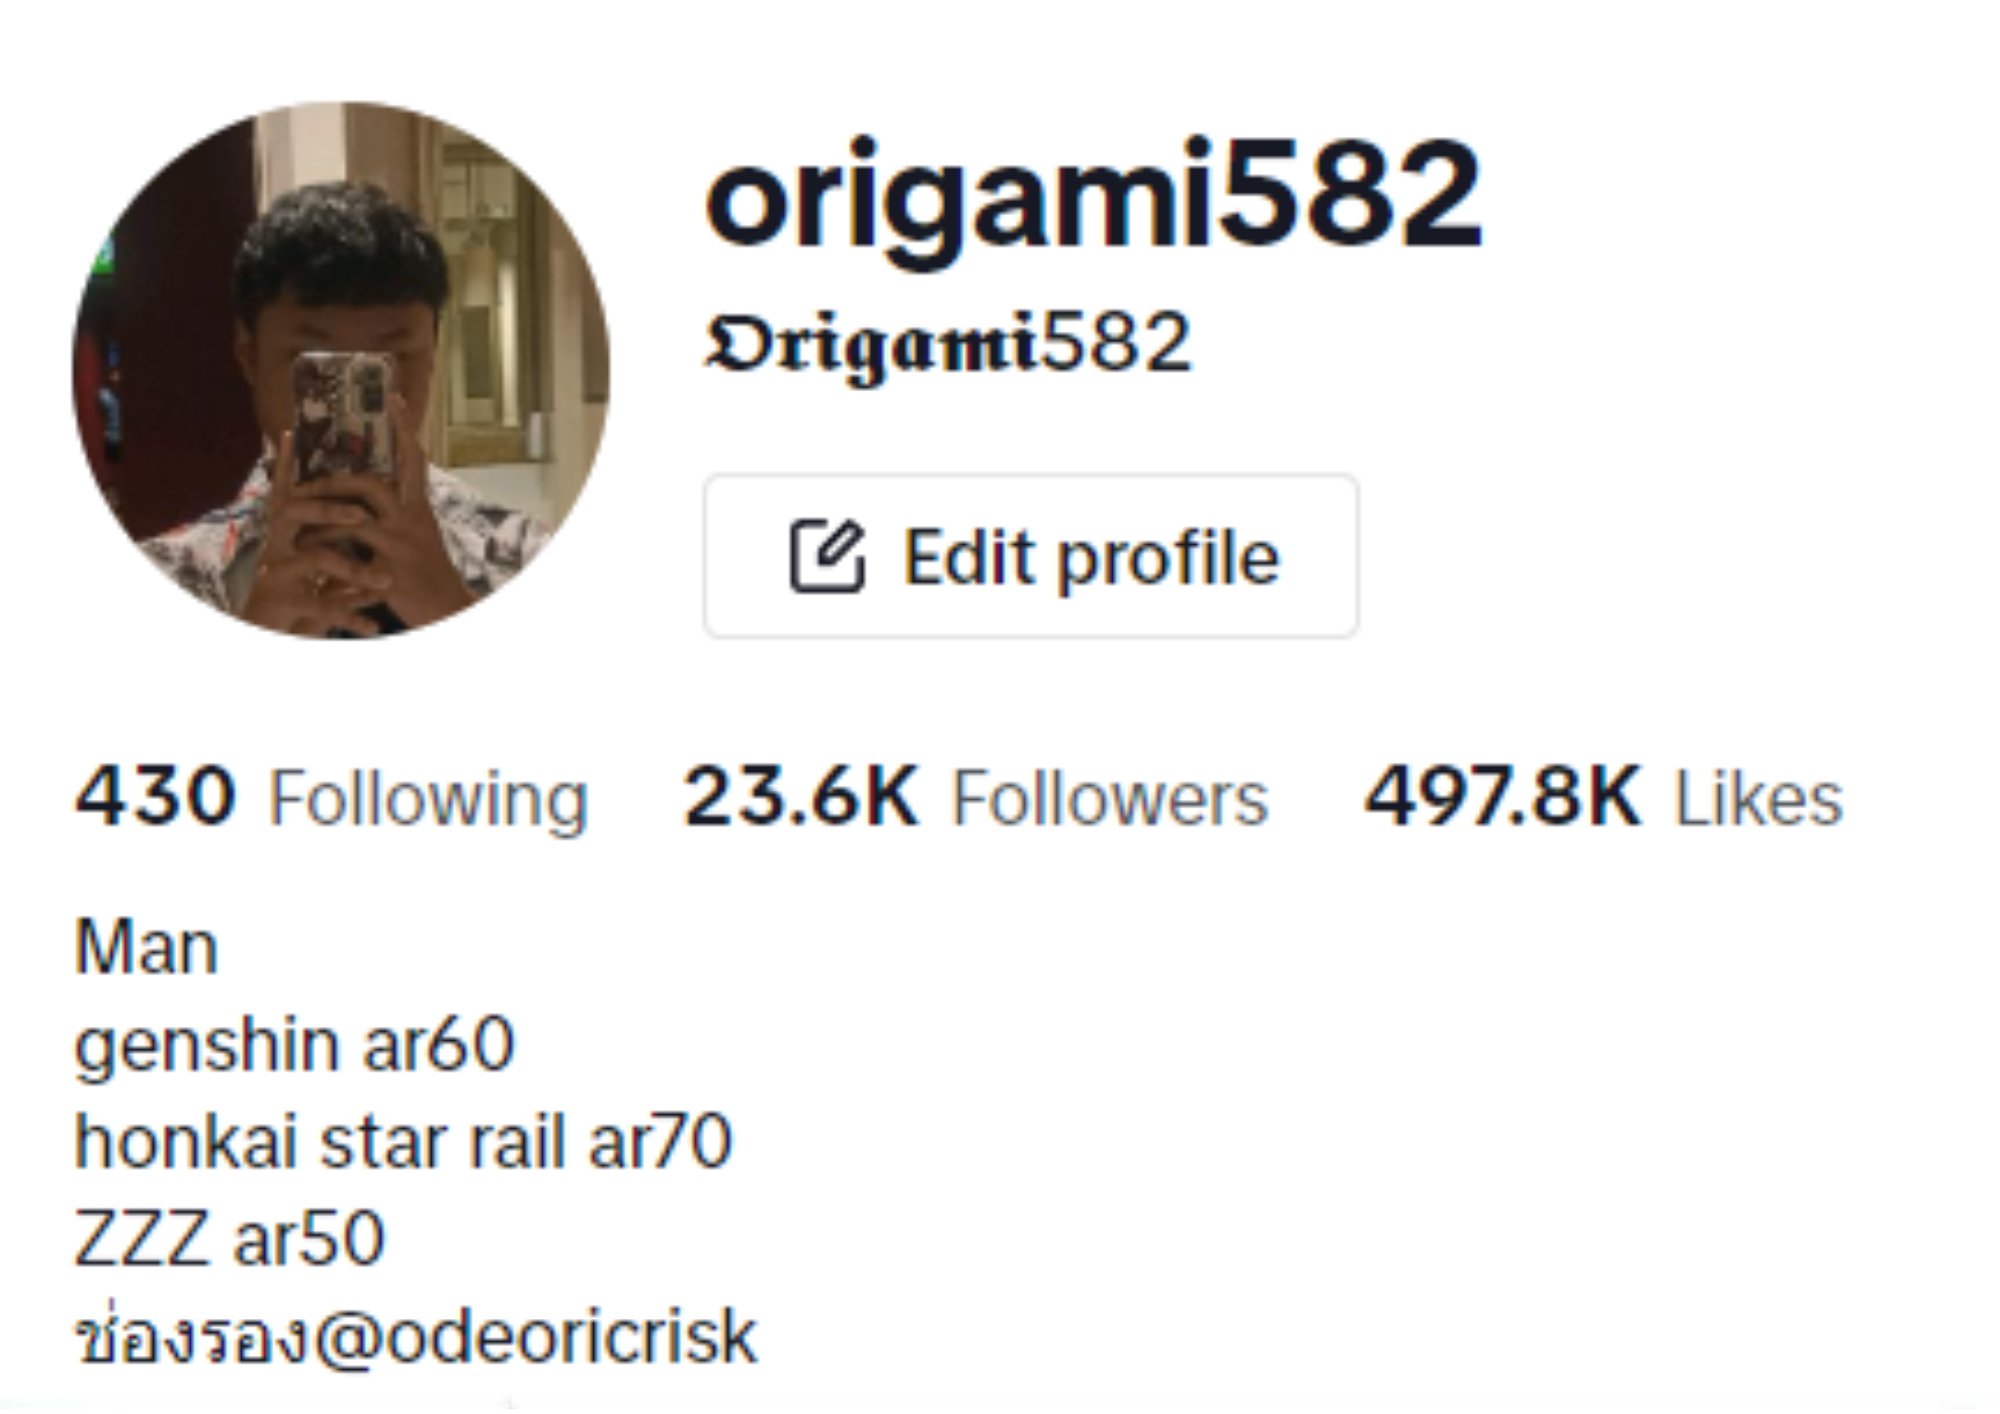 origami582
𝕺𝖗𝖎𝖌𝖆𝖒𝖎582
Edit profile
430 Following 23.6K Followers 497.8K Likes
Man
genshin ar60
honkai star rail ar70
ZZZ ar50
ช่องรอง@odeoricrisk